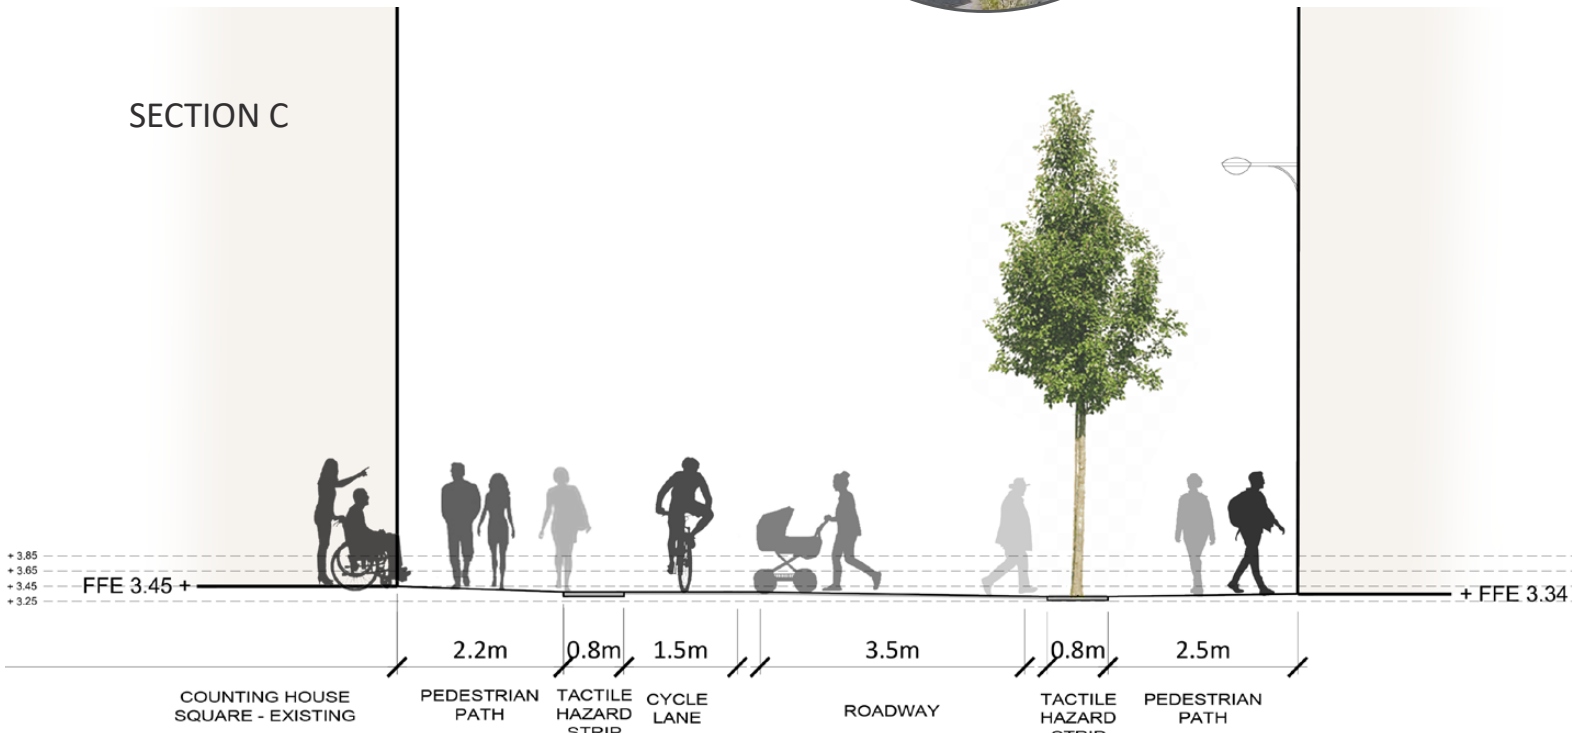 SECTION C
+ 3.85
+ 3.65
+ 3.45
+ 3.25
FFE 3.45 +
+ FFE 3.34
2.2m
0.8m
1.5m
3.5m
0.8m
2.5m
COUNTING HOUSE
SQUARE - EXISTING
PEDESTRIAN
PATH
TACTILE
HAZARD
STRIP
CYCLE
LANE
ROADWAY
TACTILE
HAZARD
STRIP
PEDESTRIAN
PATH